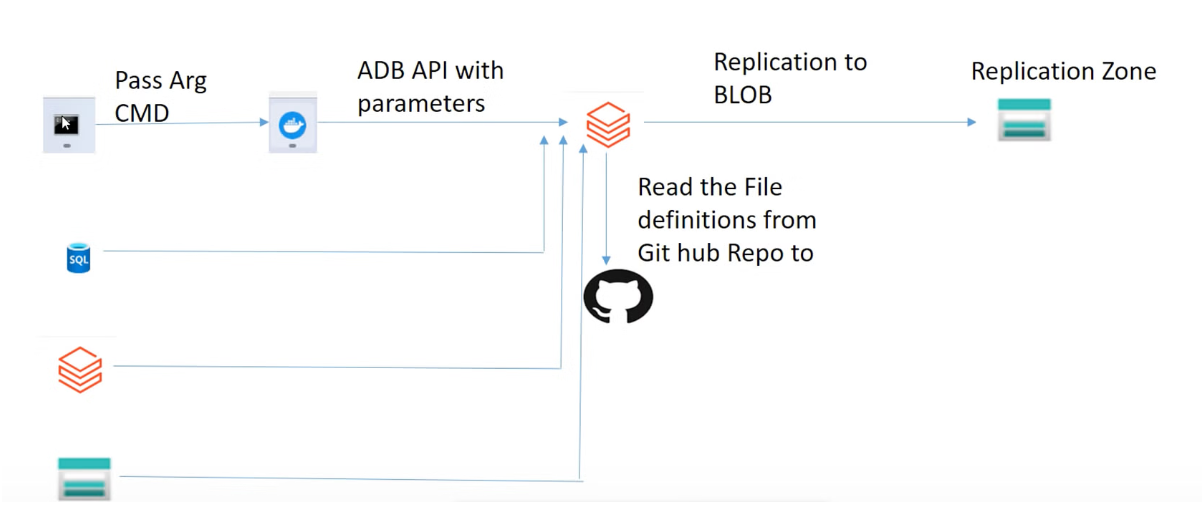 Pass Arg
CMD
ADB API with
parameters
Replication to
BLOB
Replication Zone
Read the File
definitions from
Git hub Repo to
SQL